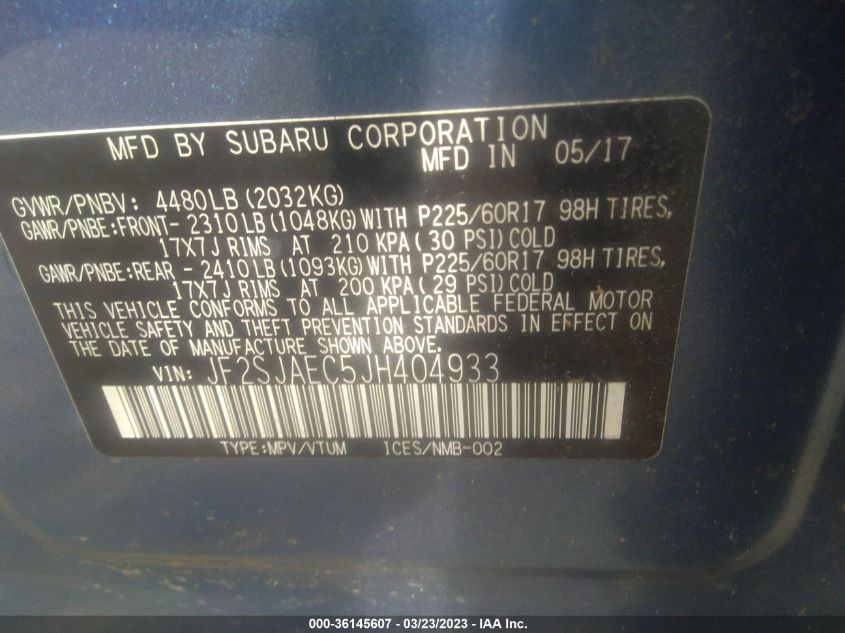 MFD BY SUBARU CORPORATION
MFD IN 05/17
GVWR/PNBV: 4480LB (2032KG)
GAWR/PNBE:FRONT- 2310LB (1048KG) WITH P225/60R17 98H TIRES,
17X7J RIMS AT 210 KPA ( 30 PSI) COLD
GAWR/PNBE:REAR - 2410LB (1093KG) WITH P225/60R17 98H TIRES,
17X7J RIMS AT 200 KPA ( 29 PSI) COLD
THIS VEHICLE CONFORMS TO ALL APPLICABLE FEDERAL MOTOR
VEHICLE SAFETY AND THEFT PREVENTION STANDARDS IN EFFECT ON
THE DATE OF MANUFACTURE SHOWN ABOVE.
VIN: JF2SJAEC5JH404933
TYPE:MPV/VTUM ICES/NMB-002
000-36145607 - 03/23/2023 - IAA Inc.